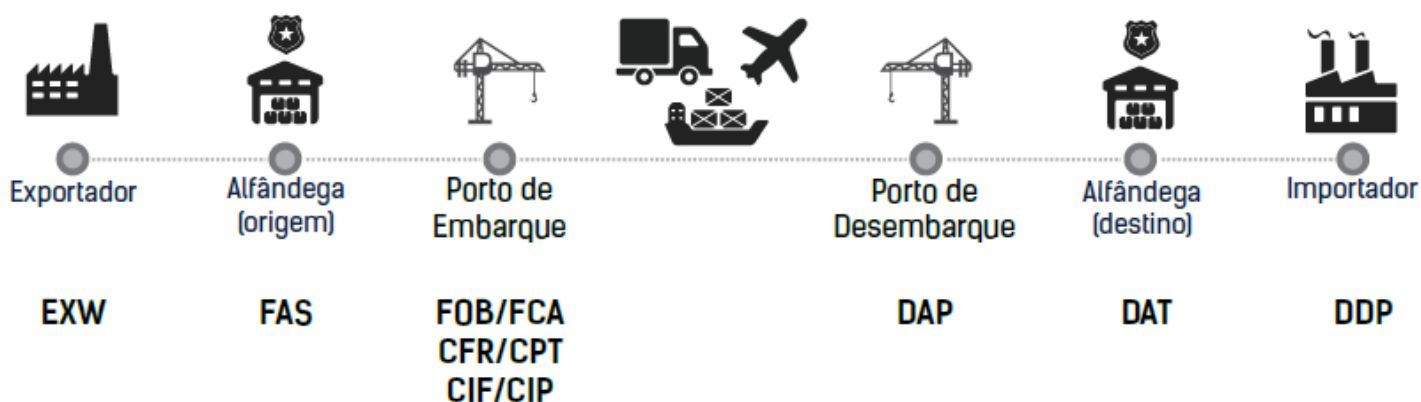 Exportador
Alfândega
(origem)
Porto de
Embarque
Porto de
Desembarque
Alfândega
(destino)
Importador
EXW
FAS
FOB/FCA
CFR/CPT
CIF/CIP
DAP
DAT
DDP